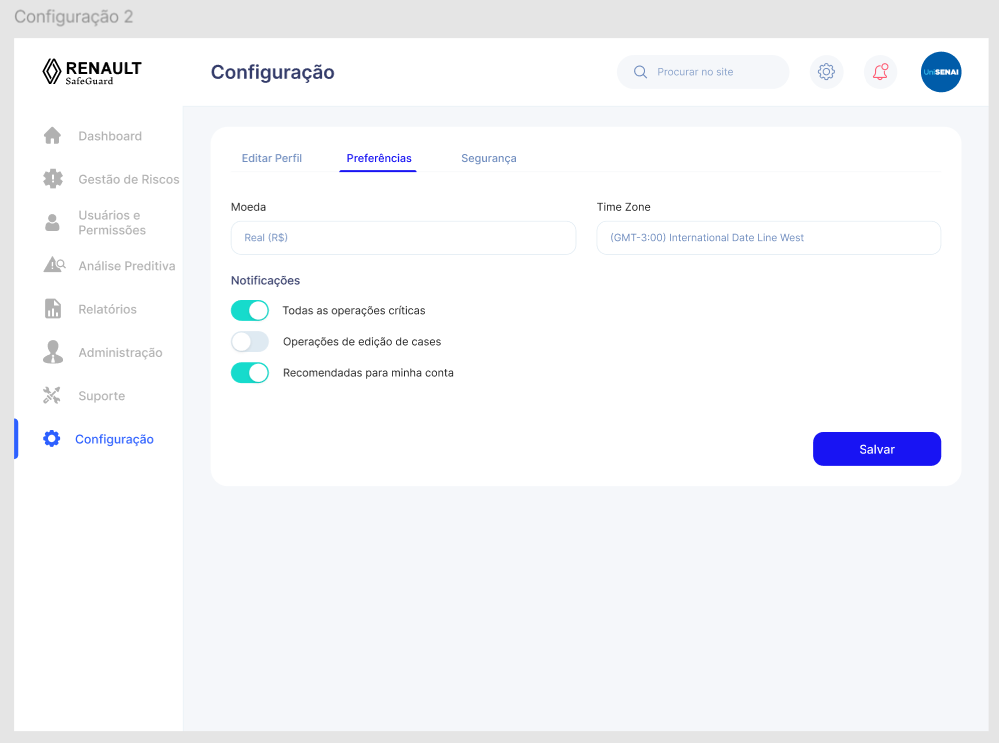 Configuração 2
RENAULT
SafeGuard
Configuração
Procurar no site
UniSENAI
Dashboard
Gestão de Riscos
Usuários e
Permissões
Análise Preditiva
Relatórios
Administração
Suporte
Configuração
Editar Perfil
Preferências
Segurança
Moeda
Real (R$)
Time Zone
(GMT-3:00) International Date Line West
Notificações
Todas as operações críticas
Operações de edição de cases
Recomendadas para minha conta
Salvar